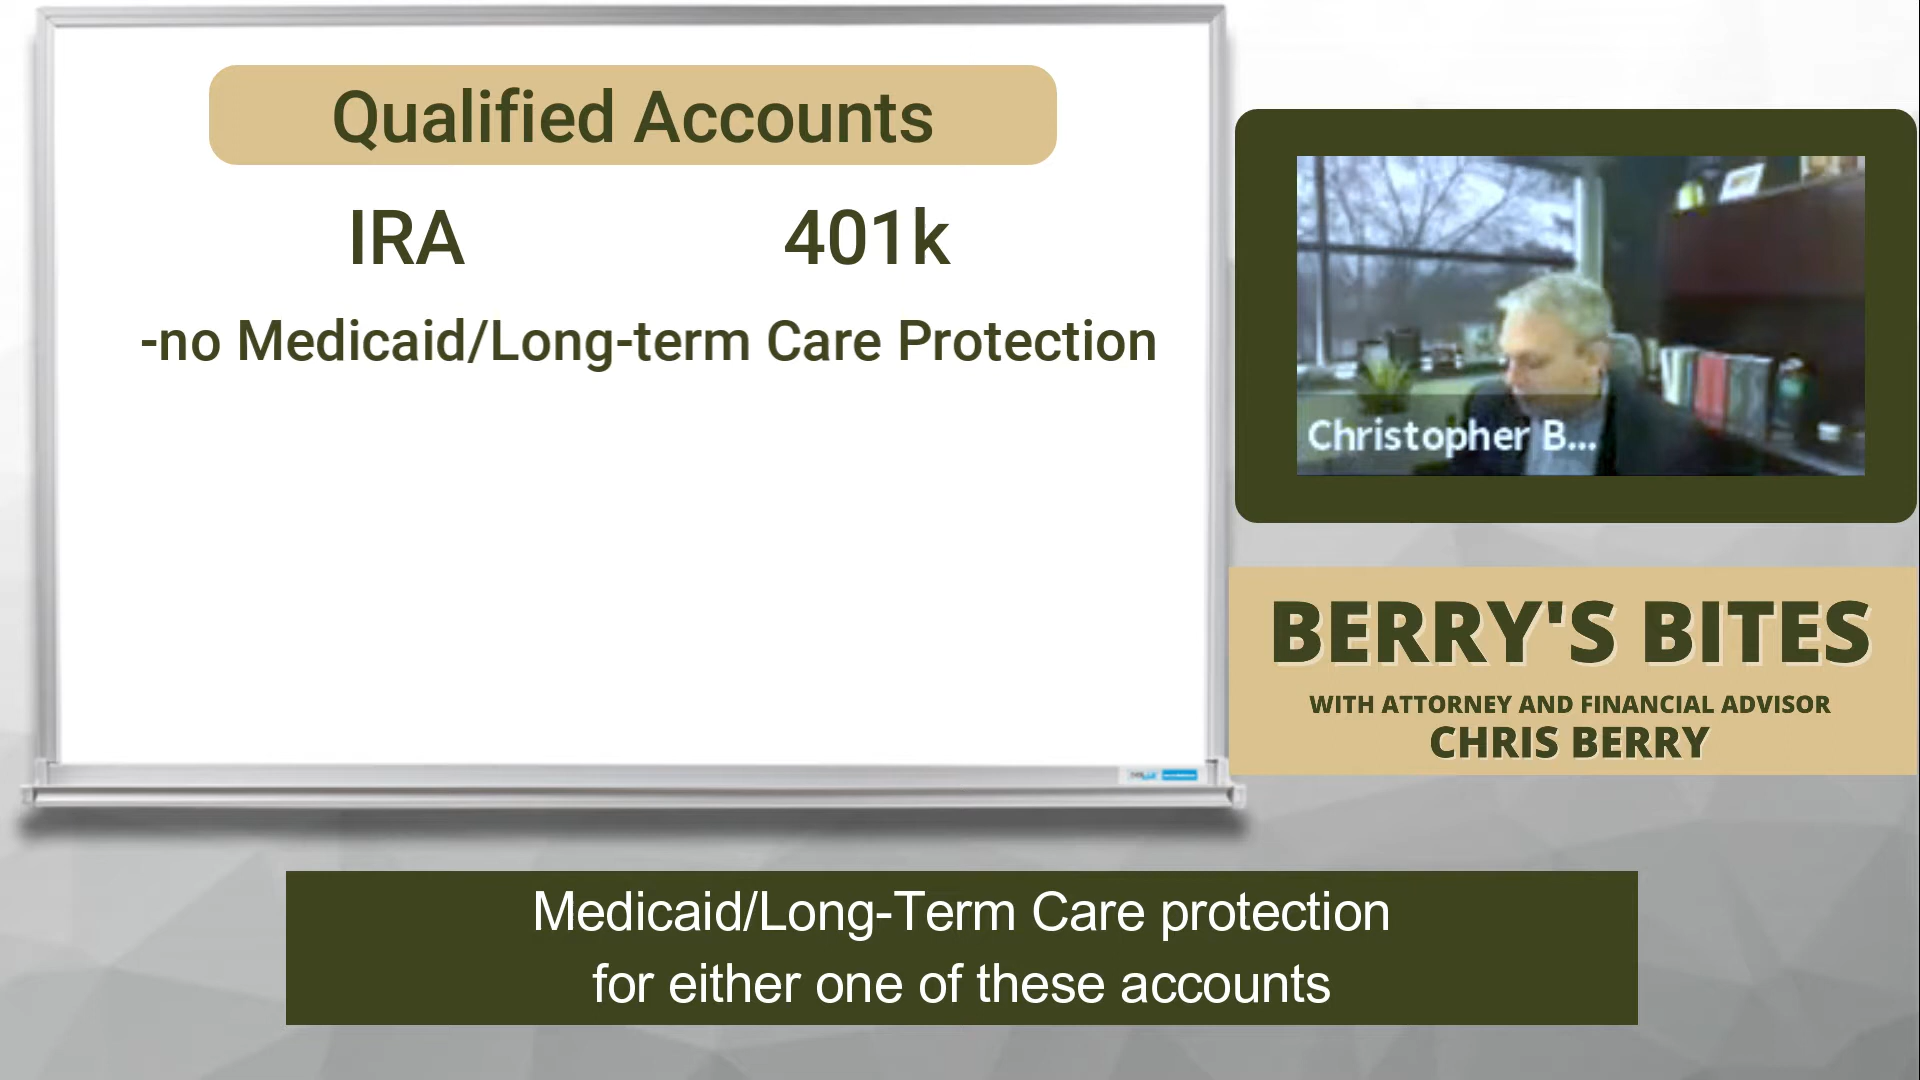 Qualified Accounts
IRA 401k
-no Medicaid/Long-term Care Protection
Christopher B...
BERRY'S BITES
WITH ATTORNEY AND FINANCIAL ADVISOR
CHRIS BERRY
Medicaid/Long-Term Care protection
for either one of these accounts